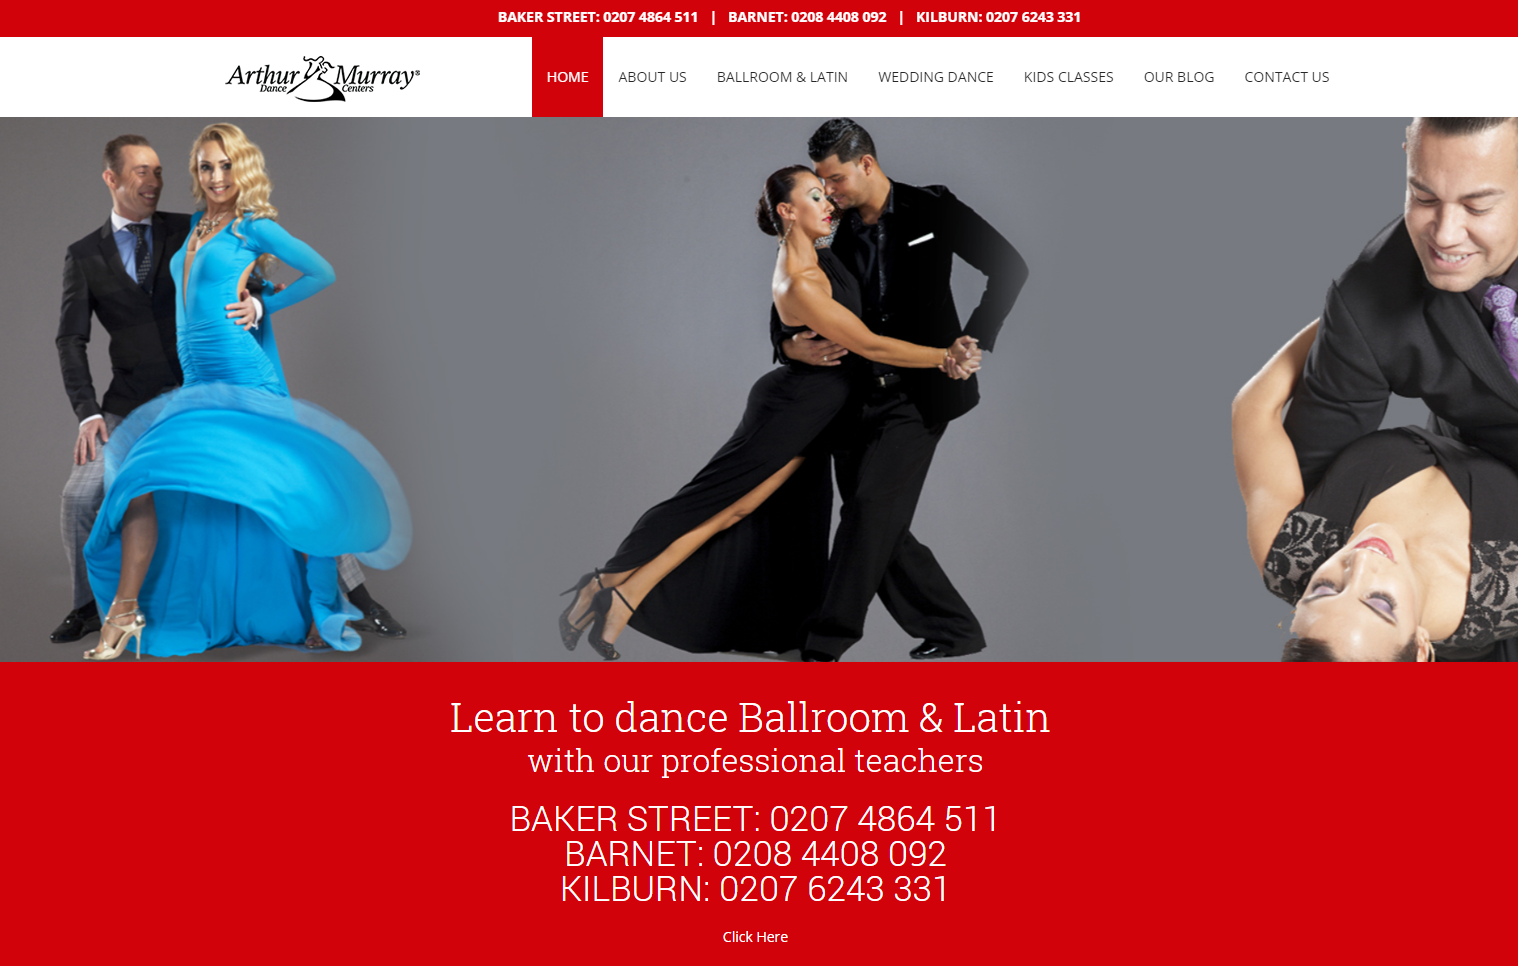 BAKER STREET: 0207 4864 511 | BARNET: 0208 4408 092 | KILBURN: 0207 6243 331
Arthur Murray®
Dance Centers
HOME ABOUT US BALLROOM & LATIN WEDDING DANCE KIDS CLASSES OUR BLOG CONTACT US
Learn to dance Ballroom & Latin
with our professional teachers
BAKER STREET: 0207 4864 511
BARNET: 0208 4408 092
KILBURN: 0207 6243 331
Click Here